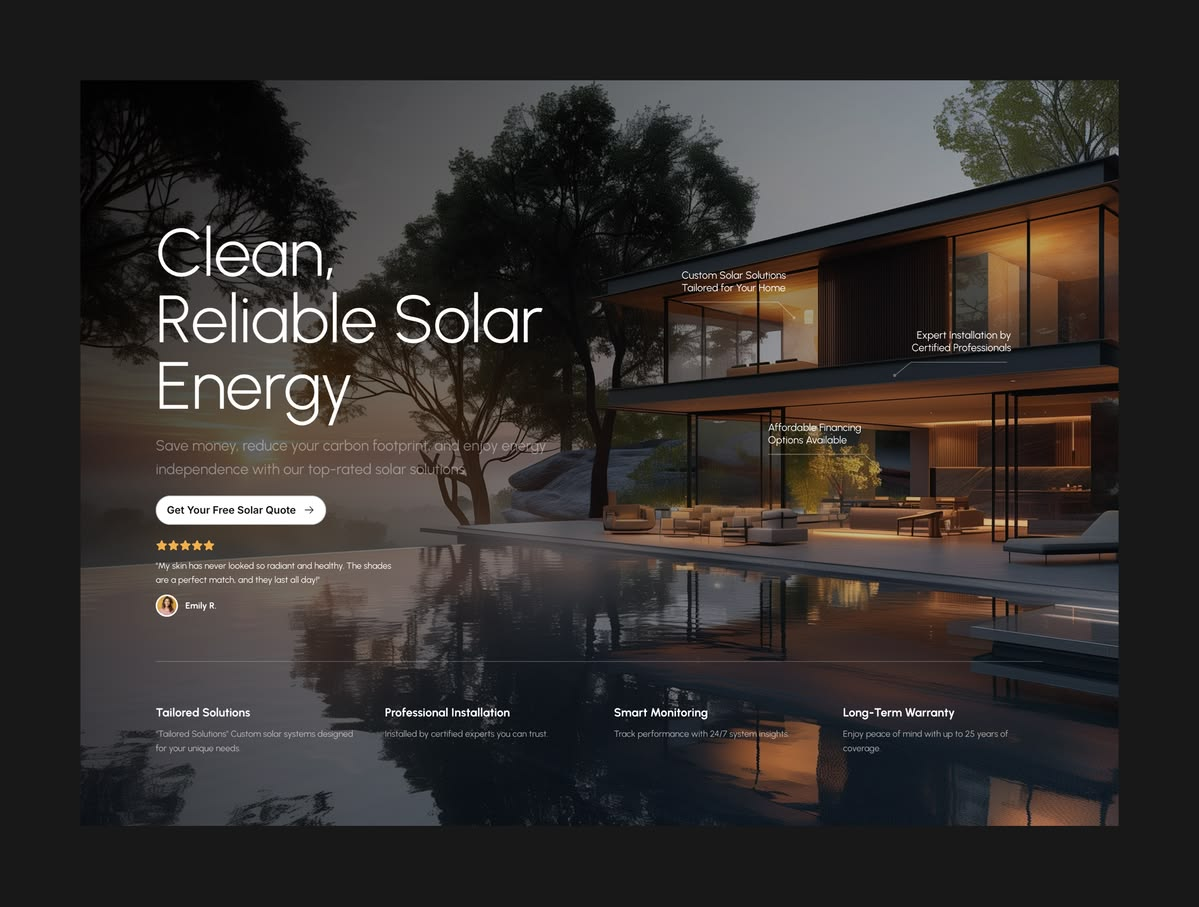 Clean,
Reliable Solar
Energy
Save money, reduce your carbon footprint, and enjoy energy
independence with our top-rated solar solutions.
Get Your Free Solar Quote →
"My skin has never looked so radiant and healthy. The shades
are a perfect match, and they last all day!"
Emily R.
Custom Solar Solutions
Tailored for Your Home
Expert Installation by
Certified Professionals
Affordable Financing
Options Available
Tailored Solutions
"Tailored Solutions" Custom solar systems designed
for your unique needs.
Professional Installation
Installed by certified experts you can trust.
Smart Monitoring
Track performance with 24/7 system insights.
Long-Term Warranty
Enjoy peace of mind with up to 25 years of
coverage.